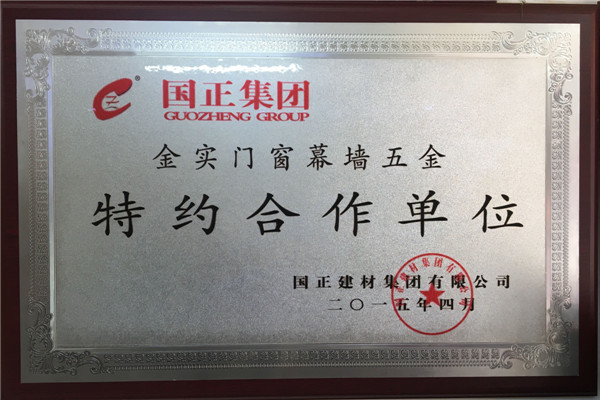 国正集团
GUOZHENG GROUP
金实门窗幕墙五金
特约合作单位
国正建材集团有限公司
二〇一五年四月